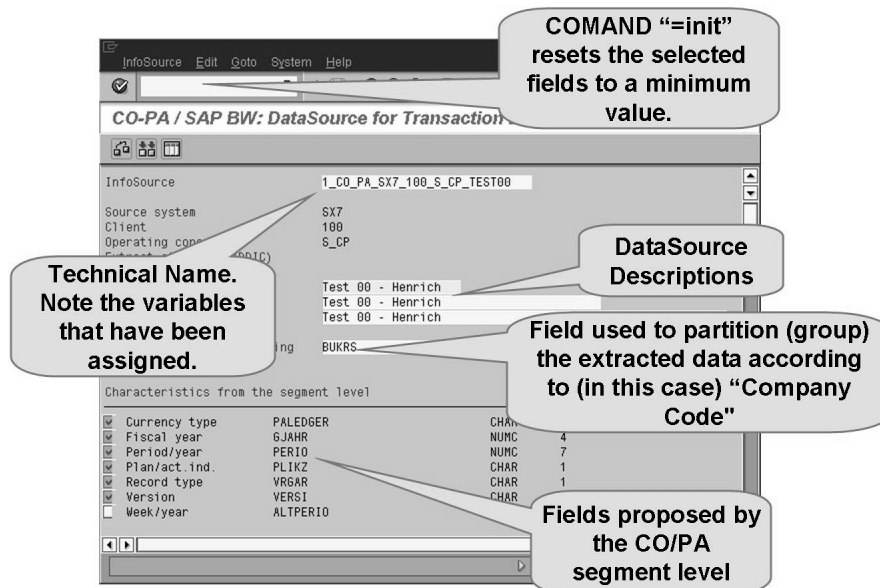 COMAND “=init”
resets the selected
fields to a minimum
value.
InfoSource Edit Goto System Help
CO-PA / SAP BW: DataSource for Transaction
InfoSource 1_CO_PA_SX7_100_S_CP_TEST00
Source system SX7
Client 100
Operating S_CP
DataSource
Descriptions
Technical Name.
Note the variables
that have been
assigned.
Test 00 - Henrich
Test 00 - Henrich
Test 00 - Henrich
BUKRS
Field used to partition (group)
the extracted data according
to (in this case) “Company
Code"
Characteristics from the segment level
Currency type PALEDGER CHAR
Fiscal year GJAHR NUMC 4
Period/year PERIO NUMC 7
Plan/act.ind. PLIKZ CHAR 1
Record type VRGAR CHAR 1
Version VERSI CHAR
Week/year ALTPERIO
Fields proposed by
the CO/PA
segment level